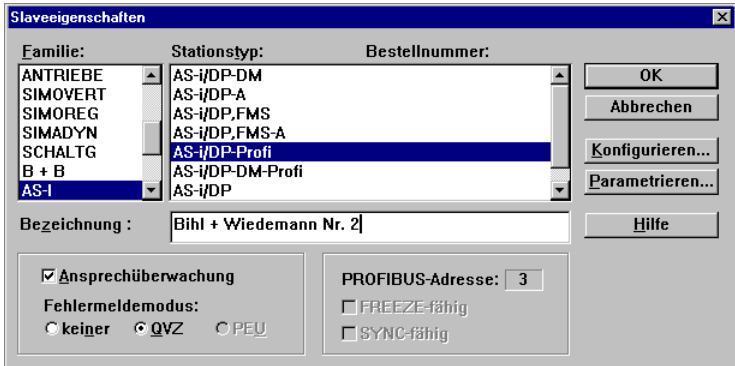 Slaveeigenschaften
Familie:
Stationstyp:
Bestellnummer:
ANTRIEBE
SIMOVERT
SIMOREG
SIMADYN
SCHALTG
B + B
AS-I
AS-i/DP-DM
AS-i/DP-A
AS-i/DP,FMS
AS-i/DP,FMS-A
AS-i/DP-Profi
AS-i/DP-DM-Profi
AS-i/DP
OK
Abbrechen
Konfigurieren...
Parametrieren...
Hilfe
Bezeichnung :
Bihl + Wiedemann Nr. 2
Ansprechüberwachung
Fehlermeldemodus:
keiner
QVZ
PEU
PROFIBUS-Adresse: 3
FREEZE-fähig
SYNC-fähig